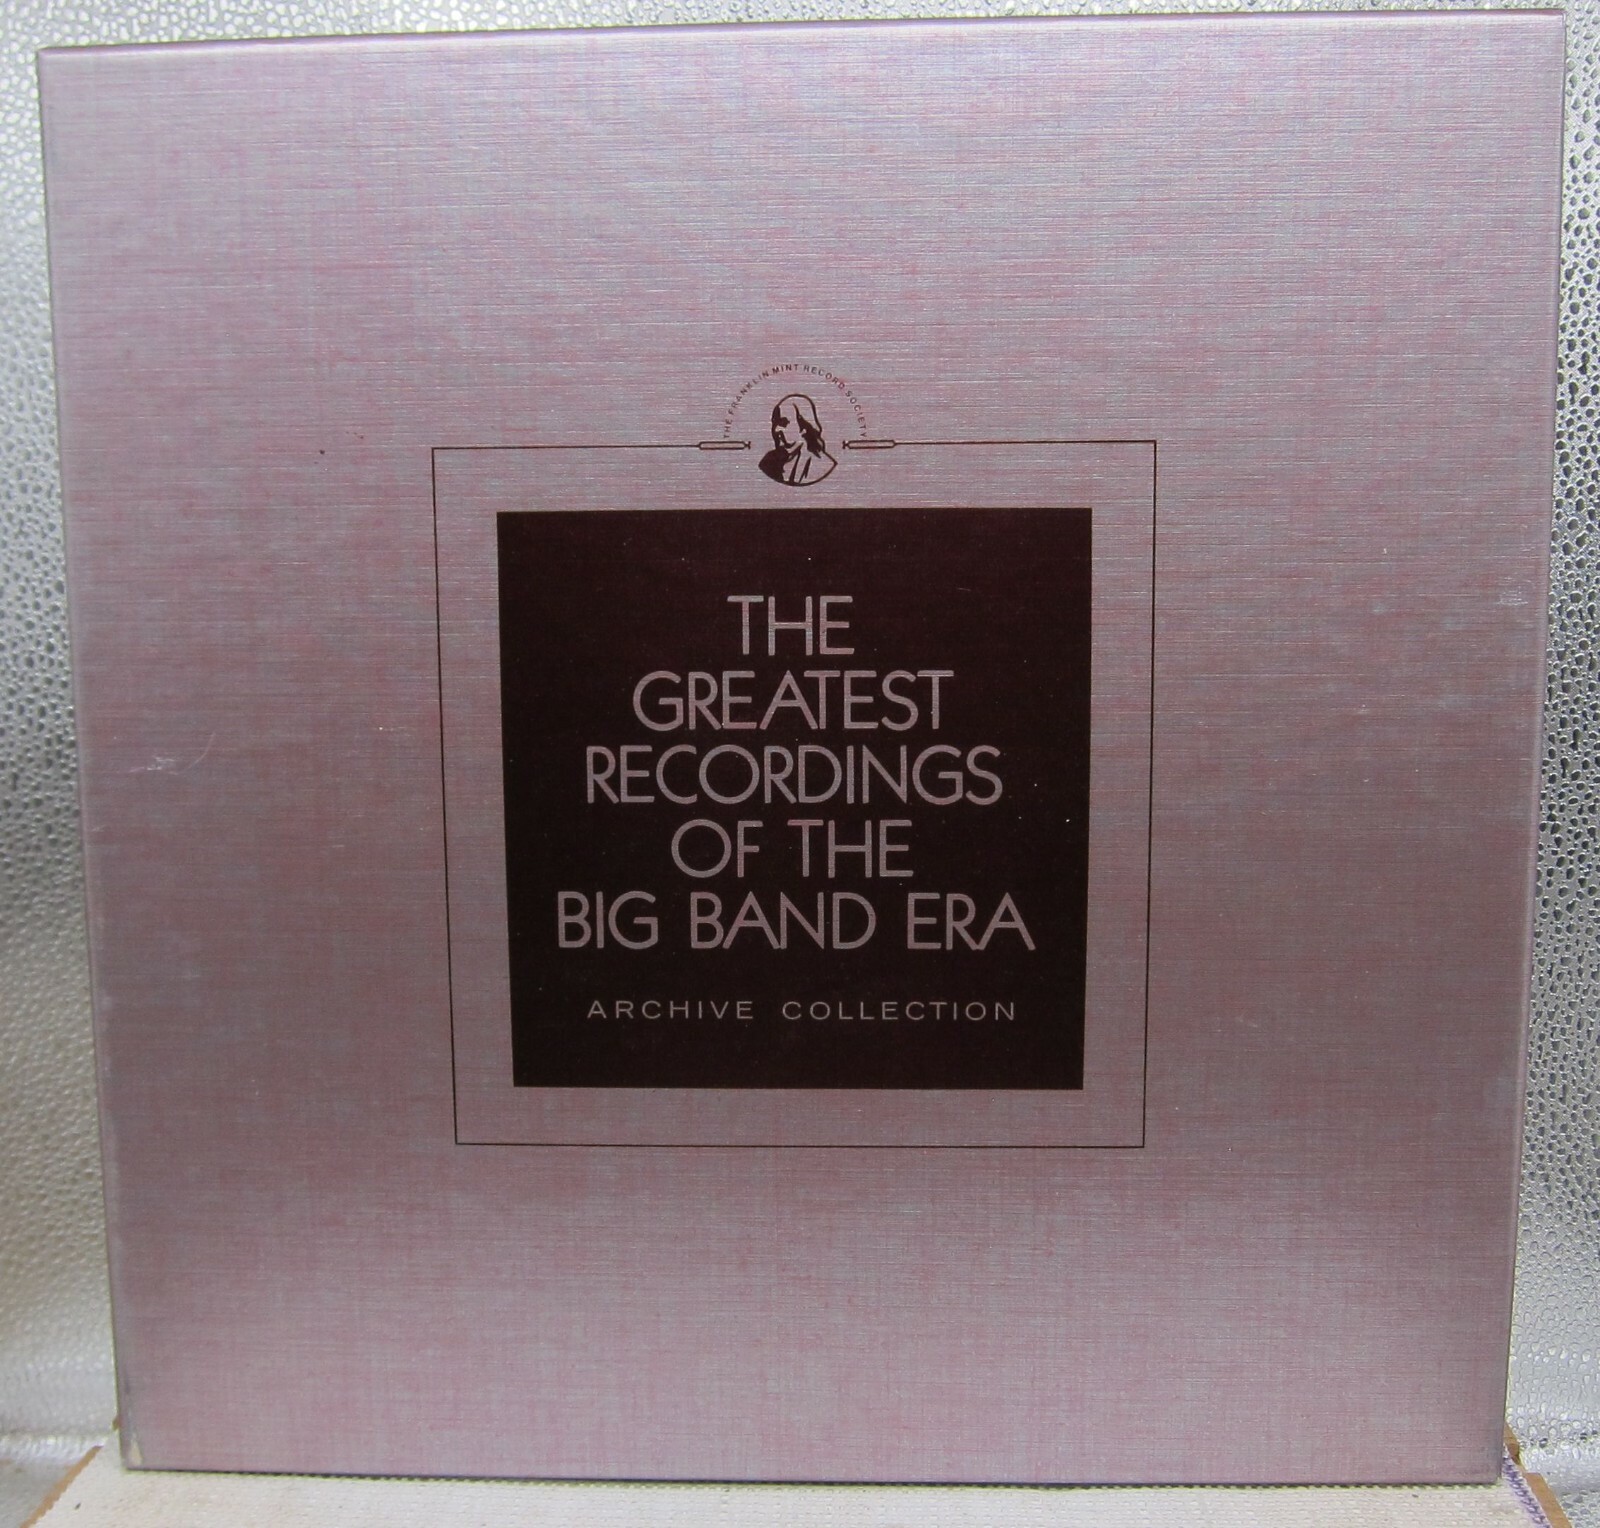 THE FRANKLIN MINT RECORD SOCIETY
THE
GREATEST
RECORDINGS
OF THE
BIG BAND ERA
ARCHIVE COLLECTION